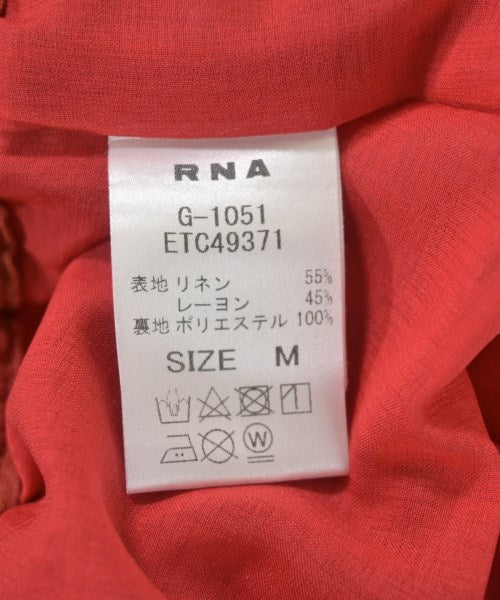 RNA
G-1051
ETC49371
表地 リネン 55%
レーヨン 45%
裏地 ポリエステル 100%
SIZE M
W